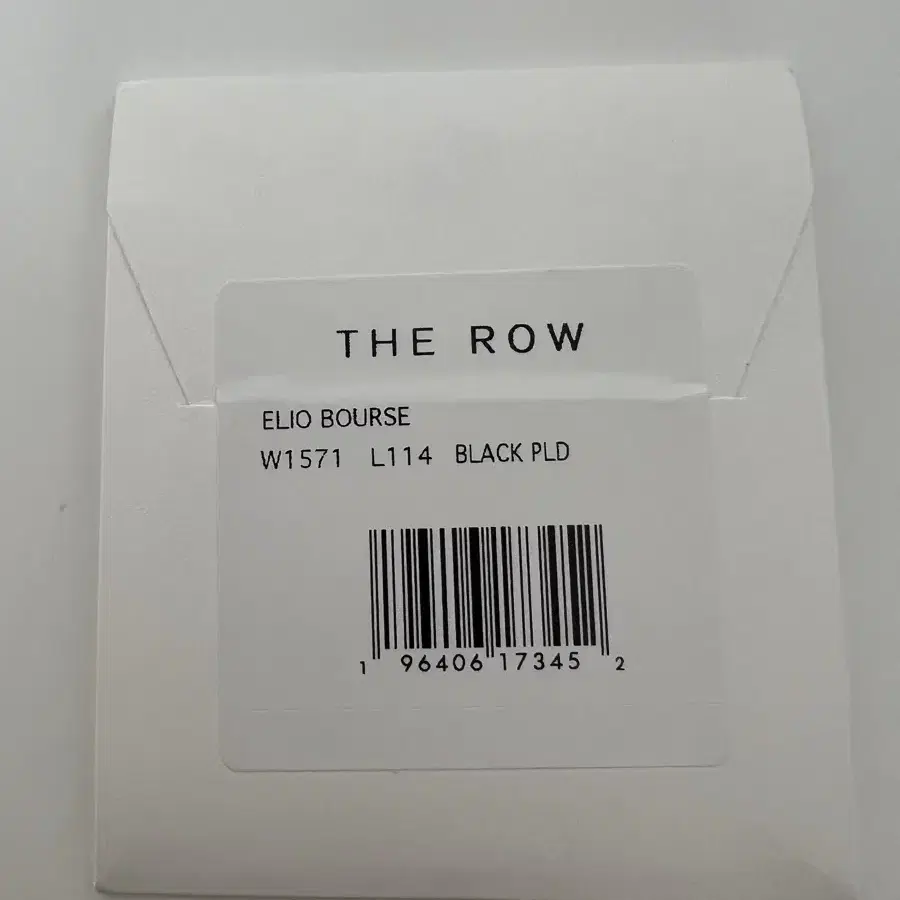 THE ROW
ELIO BOURSE
W1571 L114 BLACK PLD
1 96406 17345 2